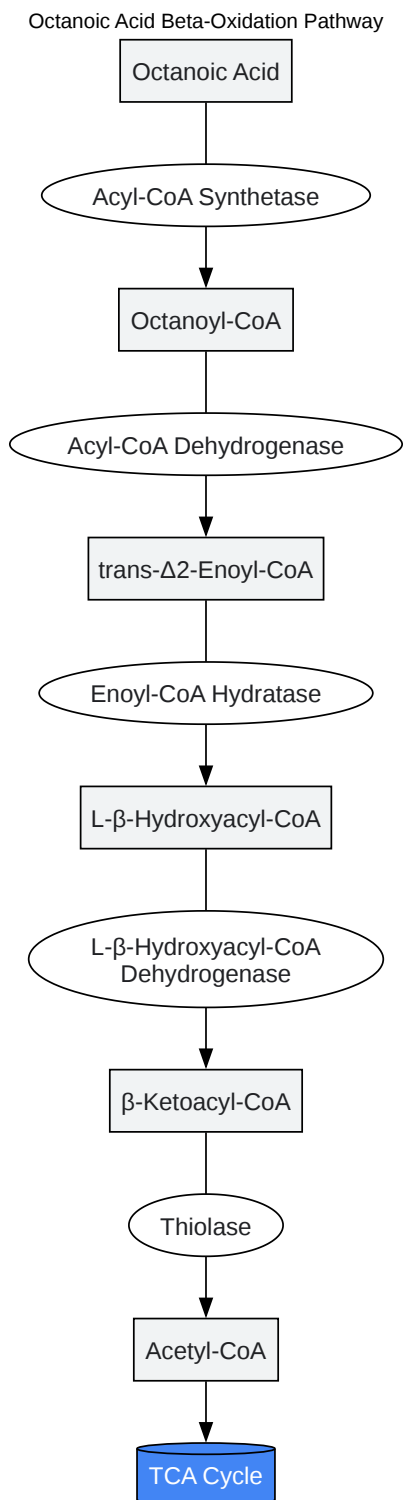 Octanoic Acid Beta-Oxidation Pathway
Octanoic Acid
Acyl-CoA Synthetase
Octanoyl-CoA
Acyl-CoA Dehydrogenase
trans-Δ2-Enoyl-CoA
Enoyl-CoA Hydratase
L-β-Hydroxyacyl-CoA
L-β-Hydroxyacyl-CoA
Dehydrogenase
β-Ketoacyl-CoA
Thiolase
Acetyl-CoA
TCA Cycle